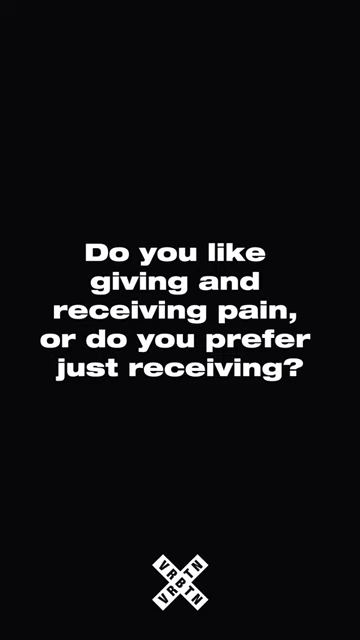 Do you like
giving and
receiving pain,
or do you prefer
just receiving?
VRBTN
VRBTN